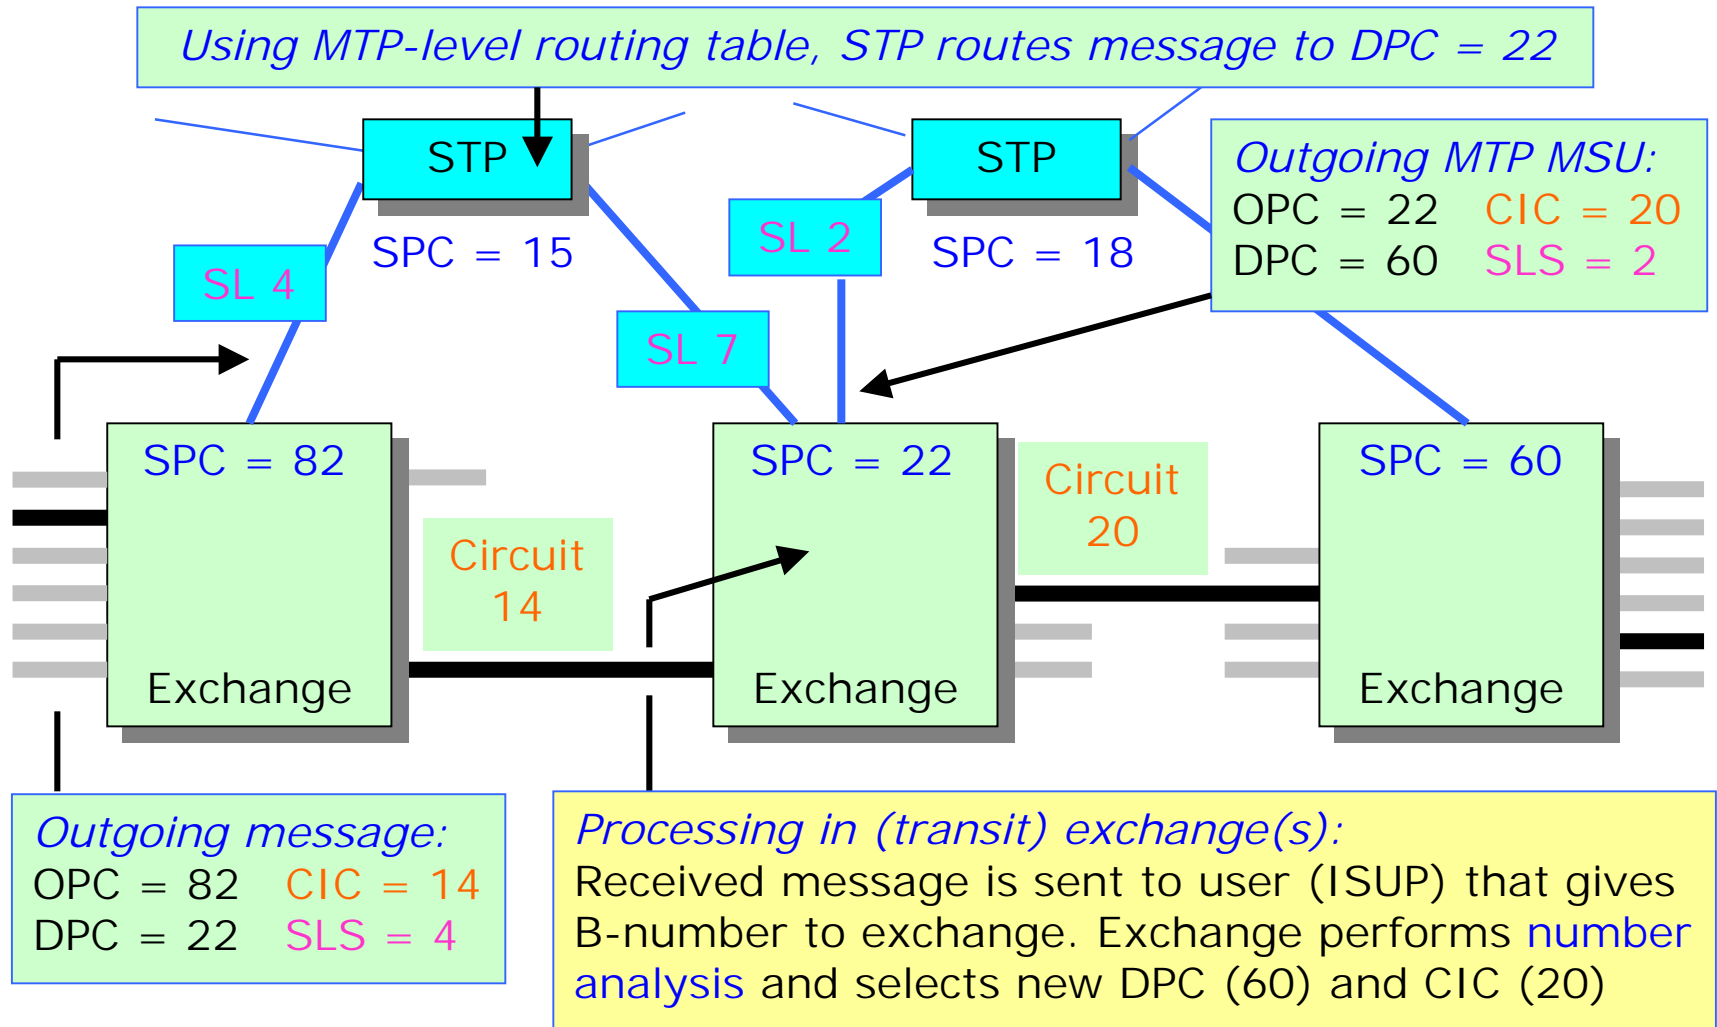 Using MTP-level routing table, STP routes message to DPC = 22
STP
STP
SPC = 15
SPC = 18
Outgoing MTP MSU:
OPC = 22 CIC = 20
DPC = 60 SLS = 2
SL 4
SL 2
SL 7
SPC = 82
SPC = 22
SPC = 60
Circuit
14
Circuit
20
Exchange
Exchange
Exchange
Outgoing message:
OPC = 82 CIC = 14
DPC = 22 SLS = 4
Processing in (transit) exchange(s):
Received message is sent to user (ISUP) that gives
B-number to exchange. Exchange performs number
analysis and selects new DPC (60) and CIC (20)